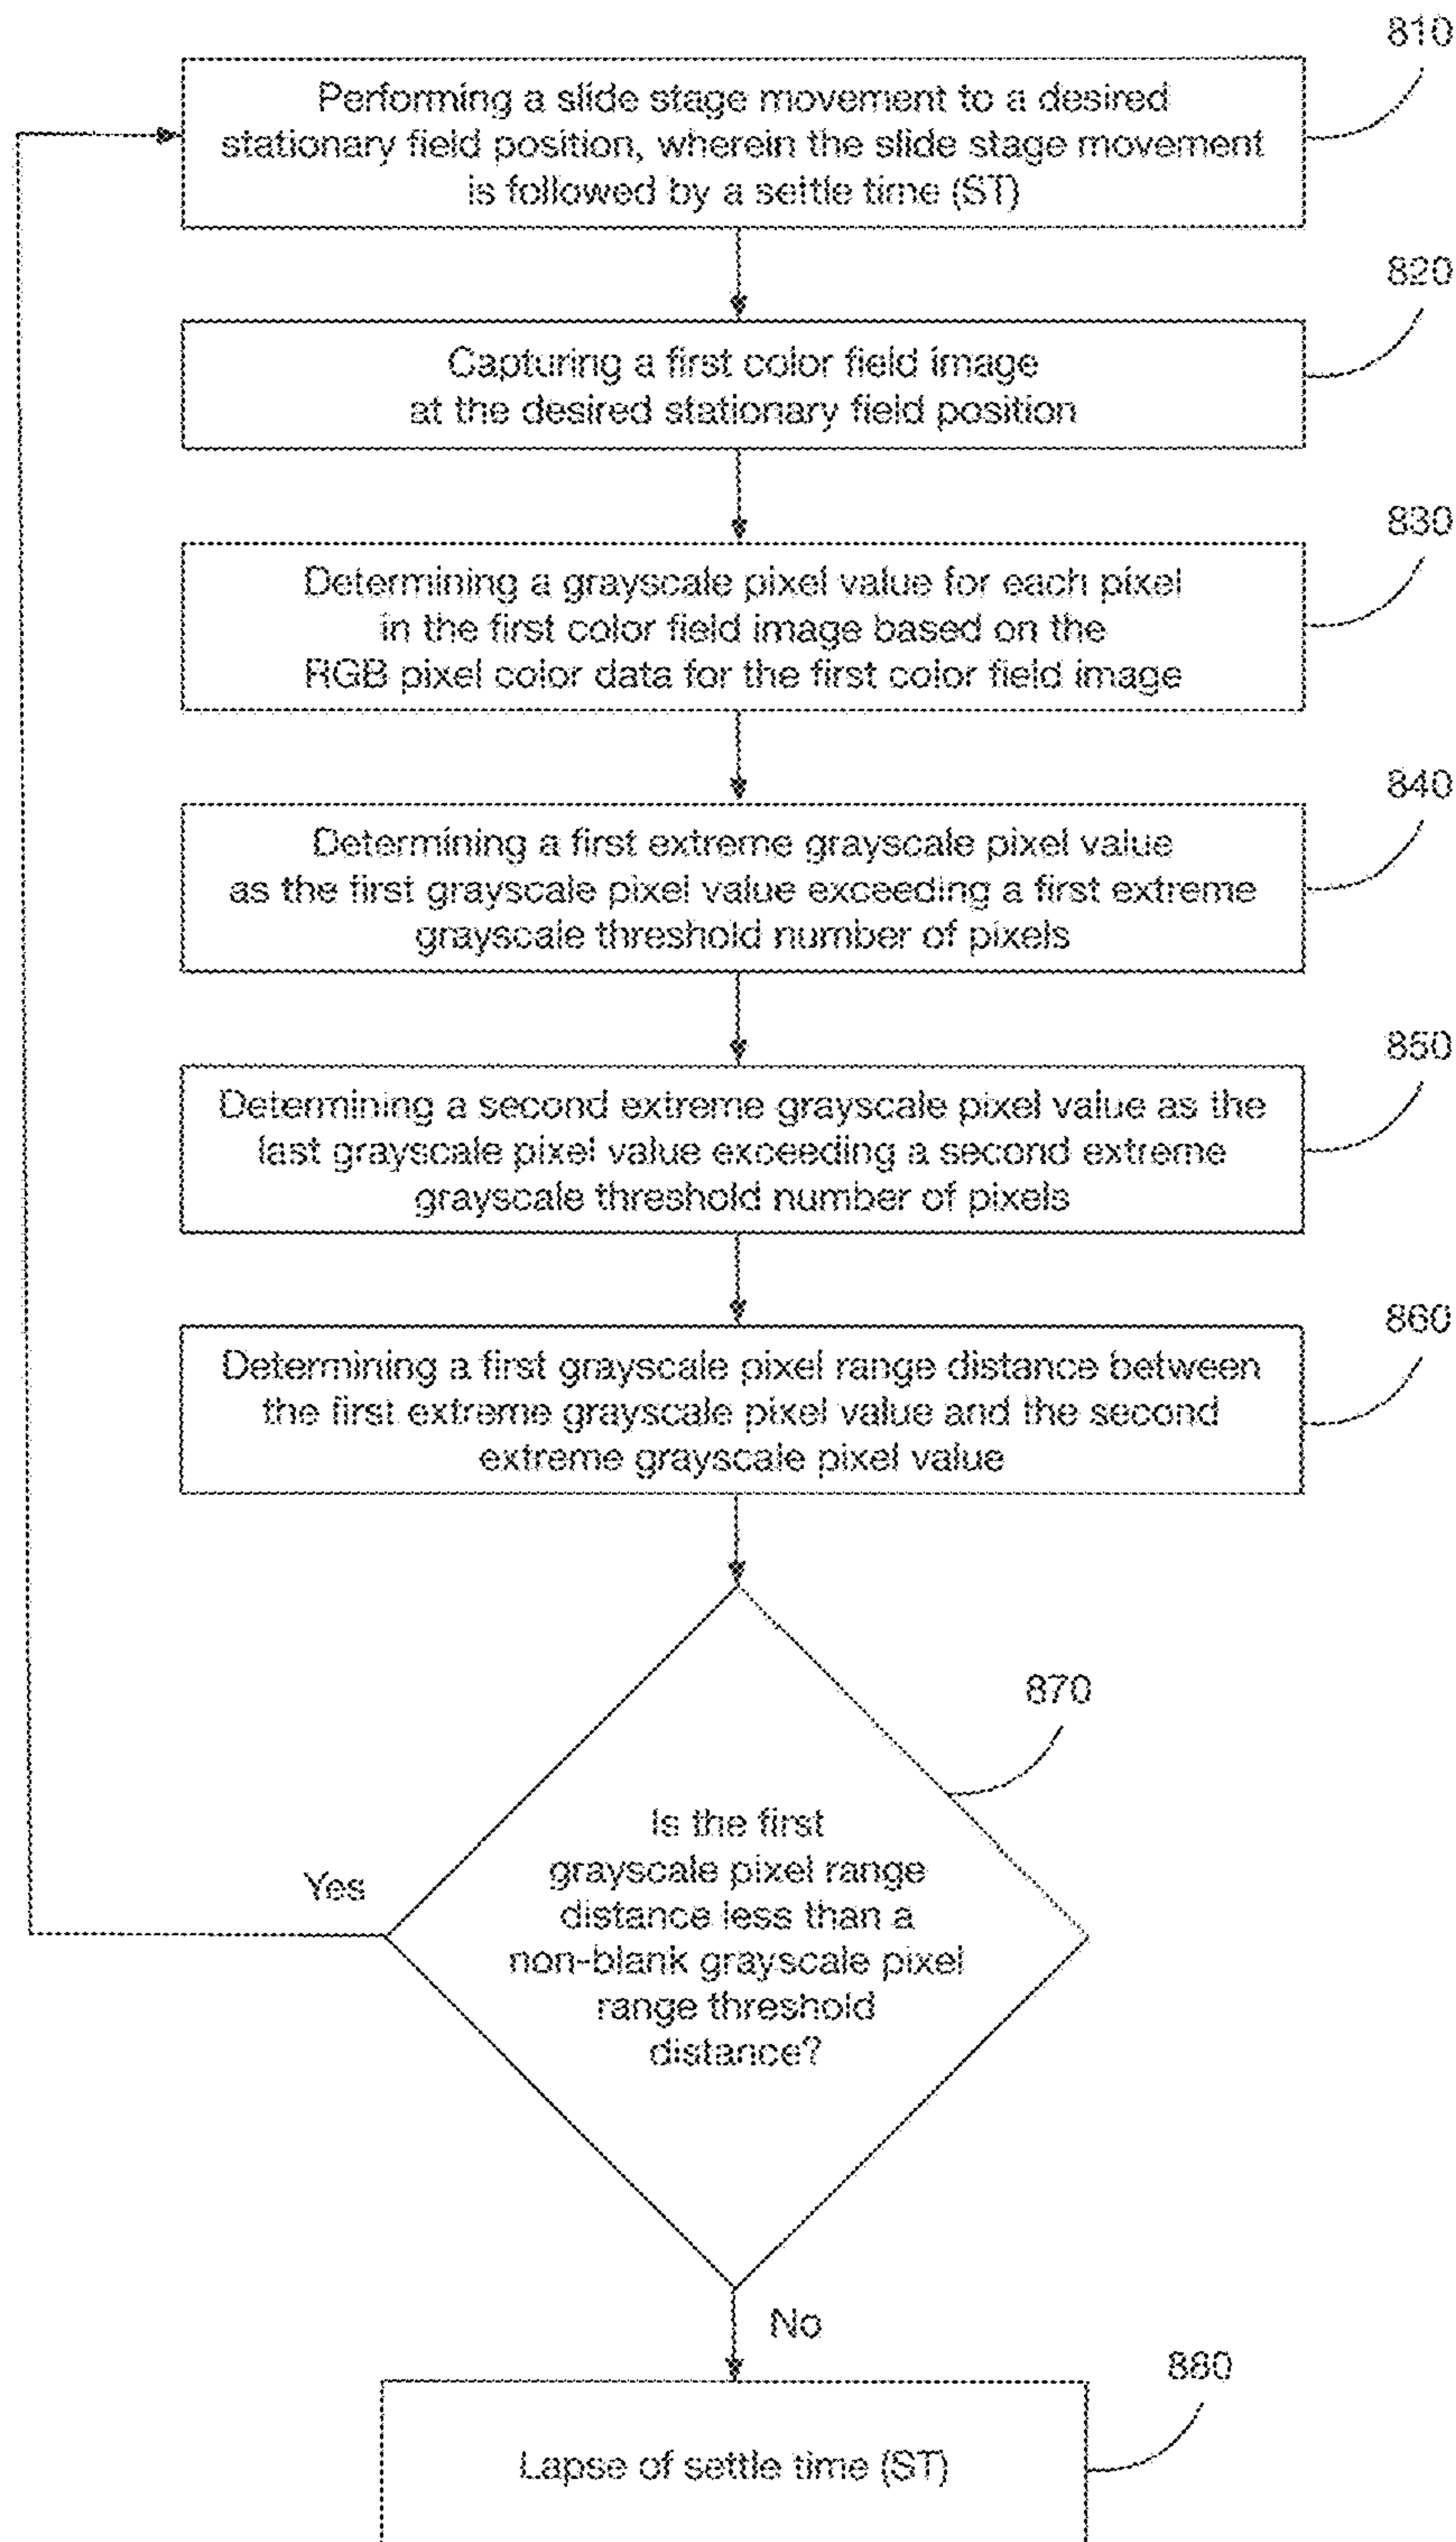 810
Performing a slide stage movement to a desired
stationary field position, wherein the slide stage movement
is followed by a settle time (ST)
820
Capturing a first color field image
at the desired stationary field position
830
Determining a grayscale pixel value for each pixel
in the first color field image based on the
RGB pixel color data for the first color field image
840
Determining a first extreme grayscale pixel value
as the first grayscale pixel value exceeding a first extreme
grayscale threshold number of pixels
850
Determining a second extreme grayscale pixel value as the
last grayscale pixel value exceeding a second extreme
grayscale threshold number of pixels
860
Determining a first grayscale pixel range distance between
the first extreme grayscale pixel value and the second
extreme grayscale pixel value
870
Is the first
grayscale pixel range
distance less than a
non-blank grayscale pixel
range threshold
distance?
Yes
No
880
Lapse of settle time (ST)